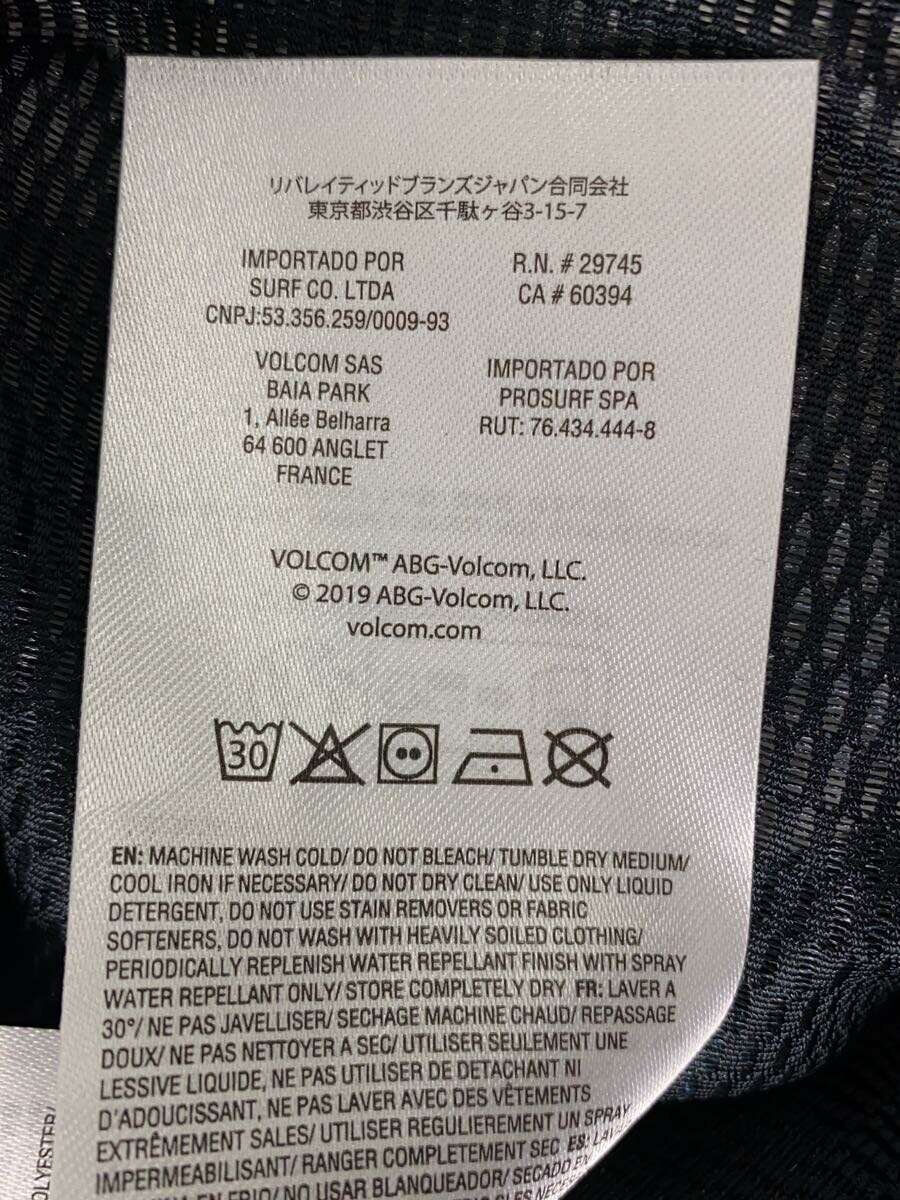 リバレイティッドブランズジャパン合同会社
東京都渋谷区千駄ヶ谷3-15-7
IMPORTADO POR
SURF CO. LTDA
CNPJ:53.356.259/0009-93
R.N. # 29745
CA # 60394
VOLCOM SAS
BAIA PARK
1, Allée Belharra
64 600 ANGLET
FRANCE
IMPORTADO POR
PROSURF SPA
RUT: 76.434.444-8
VOLCOM™ ABG-Volcom, LLC.
© 2019 ABG-Volcom, LLC.
volcom.com
30
EN: MACHINE WASH COLD/ DO NOT BLEACH/ TUMBLE DRY MEDIUM/
COOL IRON IF NECESSARY/ DO NOT DRY CLEAN/ USE ONLY LIQUID
DETERGENT, DO NOT USE STAIN REMOVERS OR FABRIC
SOFTENERS, DO NOT WASH WITH HEAVILY SOILED CLOTHING/
PERIODICALLY REPLENISH WATER REPELLANT FINISH WITH SPRAY
WATER REPELLANT ONLY/ STORE COMPLETELY DRY FR: LAVER A
30°/ NE PAS JAVELLISER/ SECHAGE MACHINE CHAUD/ REPASSAGE
DOUX/ NE PAS NETTOYER A SEC/ UTILISER SEULEMENT UNE
LESSIVE LIQUIDE, NE PAS UTILISER DE DETACHANT NI
D'ADOUCISSANT, NE PAS LAVER AVEC DES VÊTEMENTS
EXTRÊMEMENT SALES/ UTILISER REGULIEREMENT UN SPRAY
IMPERMEABILISANT/ RANGER COMPLETEMENT SEC ES:
EN FRIO/ NO USAR BLANQUEADOR/ SECADO